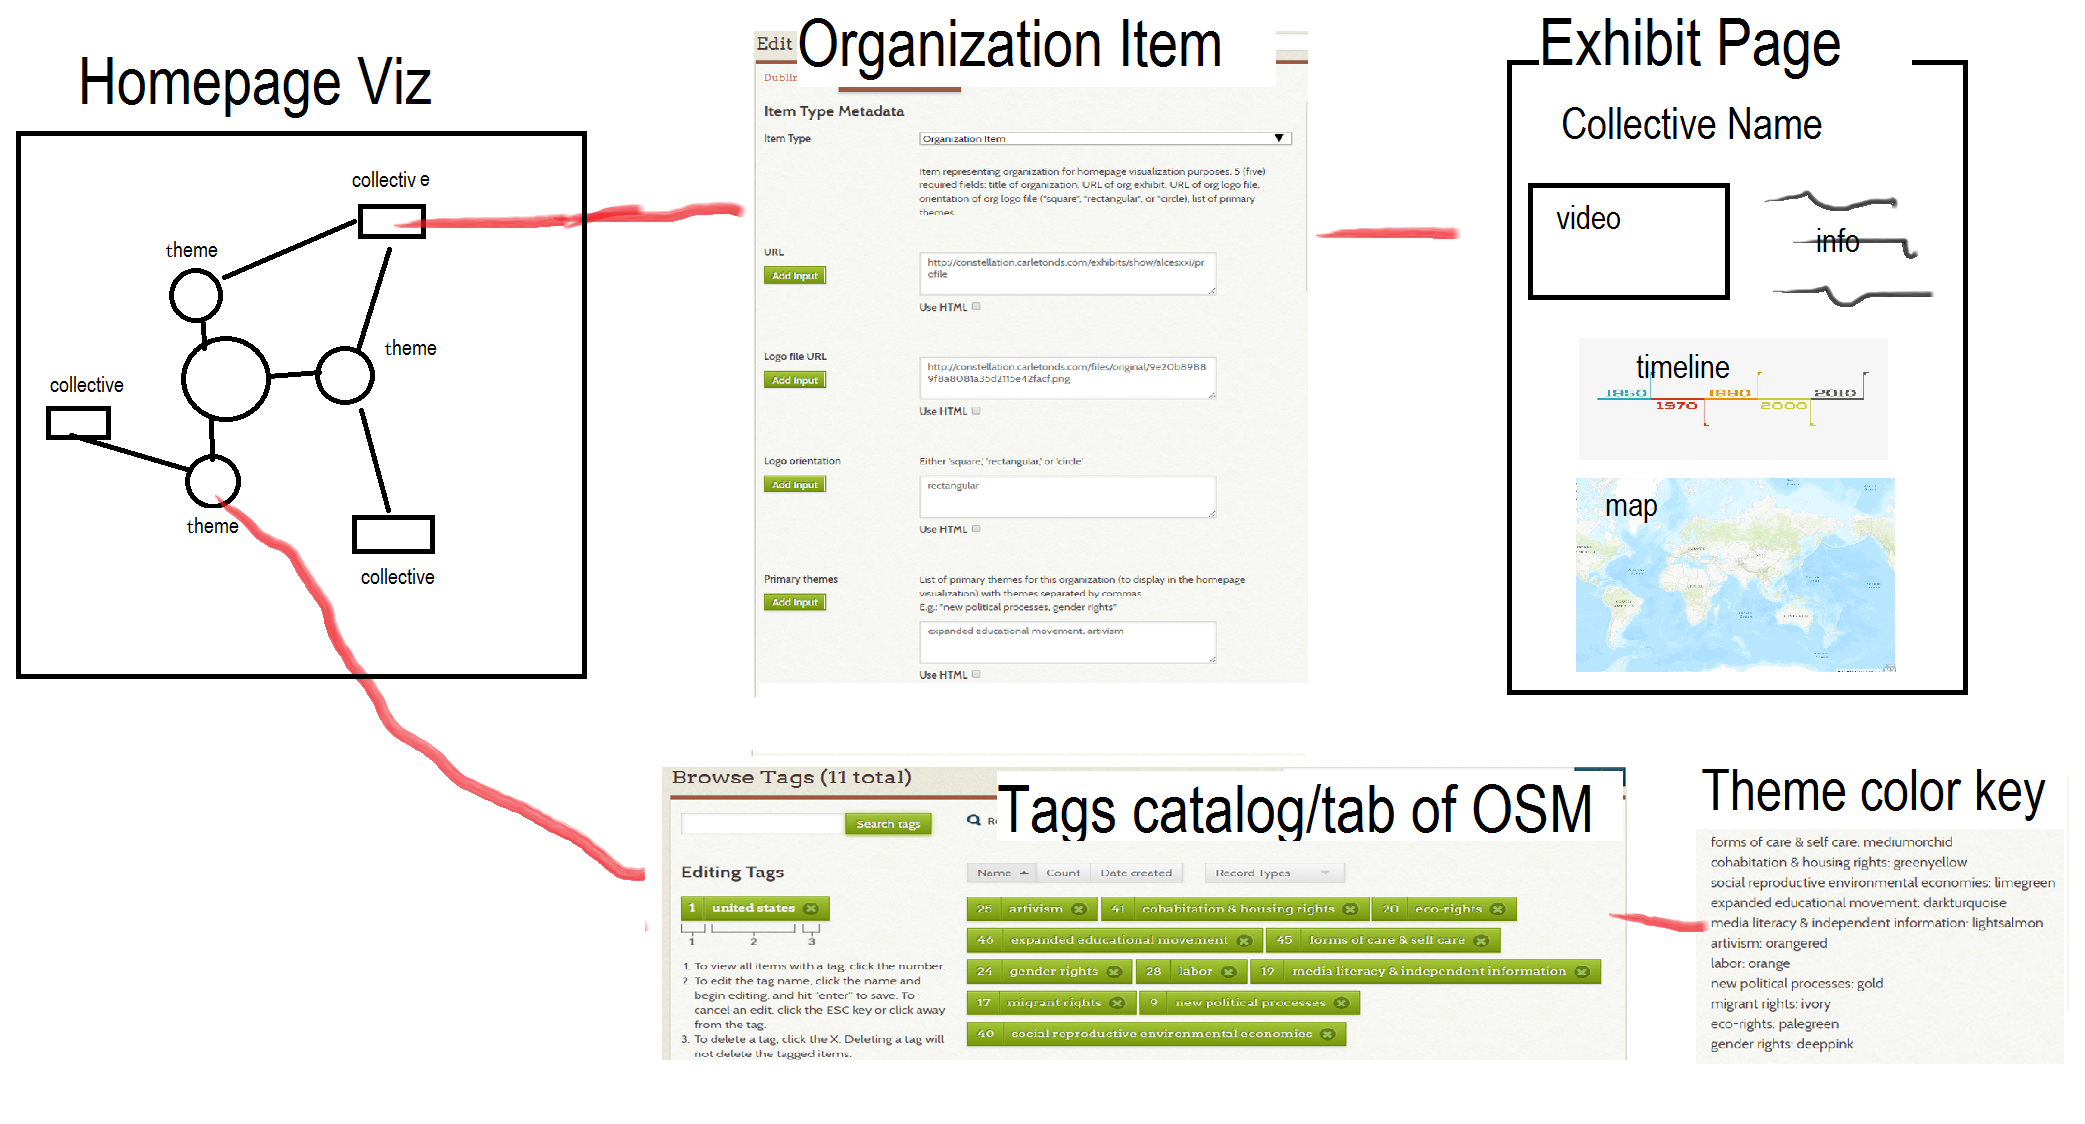 Homepage Viz
collective
theme
theme
collective
theme
collective
Edit
Organization Item
Item Type Metadata
Item Type
Organization Item
Item representing organization for homepage visualization purposes. 5 (five)
required fields: title of organization, URL of org exhibit, URL of org logo file,
orientation of org logo file ("square", "rectangular", or "circle), list of primary
themes
URL
Add Input
http://constellation.carletonds.com/exhibits/show/alcesxxi/pr
ofile
Use HTML
Logo file URL
Add Input
http://constellation.carletonds.com/files/original/9e20b8988
9f8a8081a35d2115e42facf.png
Use HTML
Logo orientation
Add Input
Either 'square,' 'rectangular,' or 'circle'
rectangular
Use HTML
Primary themes
Add Input
List of primary themes for this organization (to display in the homepage
visualization) with themes separated by commas
E.g.: "new political processes, gender rights"
expanded educational movement, artivism
Use HTML
Exhibit Page
Collective Name
video
info
timeline
1950
1970
1990
2000
2010
map
Browse Tags (11 total)
Tags catalog/tab of OSM
Search tags
Editing Tags
1 united states
1 2 3
1. To view all items with a tag, click the number.
2. To edit the tag name, click the name and
begin editing, and hit "enter" to save. To
cancel an edit, click the ESC key or click away
from the tag.
3. To delete a tag, click the X. Deleting a tag will
not delete the tagged items.
Name Count Date created Record Types
25 artivism 41 cohabitation & housing rights 20 eco-rights
46 expanded educational movement 45 forms of care & self care
24 gender rights 28 labor 19 media literacy & independent information
17 migrant rights 9 new political processes
40 social reproductive environmental economies
Theme color key
forms of care & self care: mediumorchid
cohabitation & housing rights: greenyellow
social reproductive environmental economies: limegreen
expanded educational movement: darkturquoise
media literacy & independent information: lightsalmon
artivism: orangered
labor: orange
new political processes: gold
migrant rights: ivory
eco-rights: palegreen
gender rights: deeppink